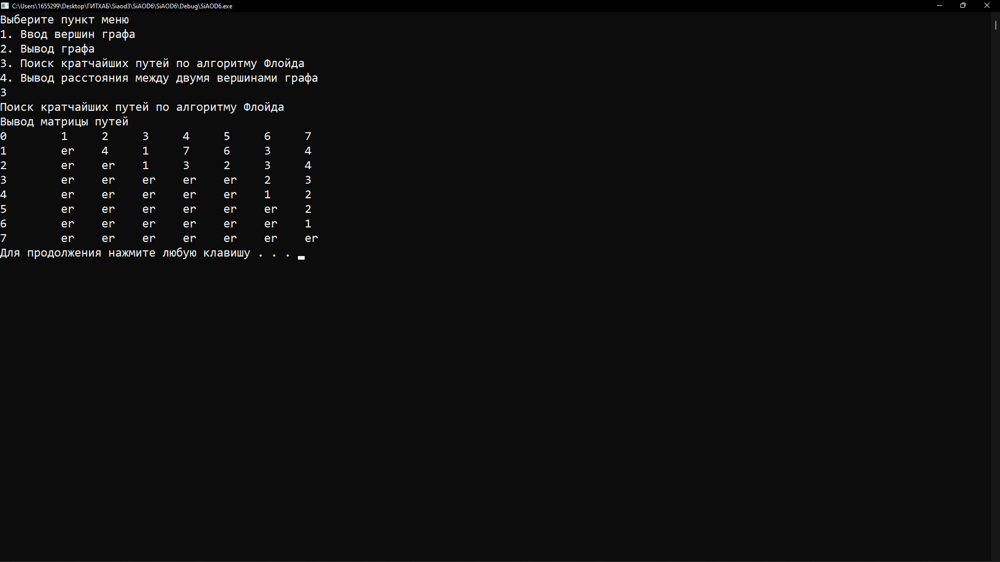 C:\Users\1655299\Desktop\ГИТХАБ\Siaod3\SiAOD6\SiAOD6\Debug\SiAOD6.exe
Выберите пункт меню
1. Ввод вершин графа
2. Вывод графа
3. Поиск кратчайших путей по алгоритму Флойда
4. Вывод расстояния между двумя вершинами графа
3
Поиск кратчайших путей по алгоритму Флойда
Вывод матрицы путей
0 1 2 3 4 5 6 7
1 er 4 1 7 6 3 4
2 er er 1 3 2 3 4
3 er er er er er 2 3
4 er er er er er 1 2
5 er er er er er er 2
6 er er er er er er 1
7 er er er er er er er
Для продолжения нажмите любую клавишу . . .